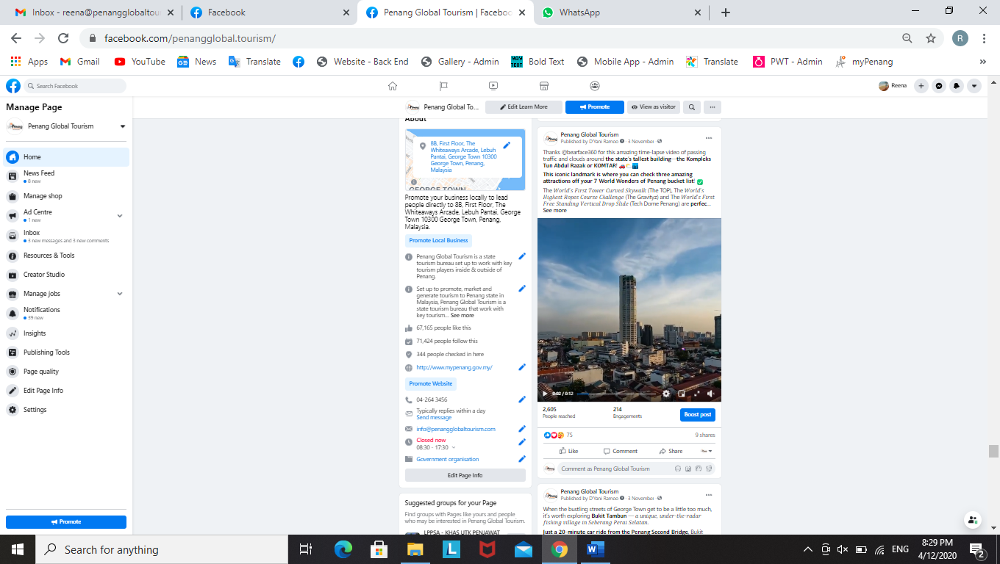 Inbox - reena@penangglobaltou
Facebook
Penang Global Tourism | Faceboo
WhatsApp
facebook.com/penangglobal.tourism/
R
Apps
Gmail
YouTube
News
Translate
Website - Back End
Gallery - Admin
YAY TEXT
Bold Text
Mobile App - Admin
Translate
PWT - Admin
myPenang
»
Search Facebook
Reena
Manage Page
Penang Global Tourism
Home
News Feed
8 new
Manage shop
Ad Centre
1 new
Inbox
3 new messages and 3 new comments
Resources & Tools
Creator Studio
Manage jobs
Notifications
39 new
Insights
Publishing Tools
Page quality
Edit Page Info
Settings
Promote
Penang Global To...
Edit Learn More
Promote
View as visitor
...
About
8B, First Floor, The
Whiteaways Arcade, Lebuh
Pantai, George Town 10300
George Town, Penang,
Malaysia
GEORGE TOWN
Promote your business locally to lead
people directly to 8B, First Floor, The
Whiteaways Arcade, Lebuh Pantai, George
Town 10300 George Town, Penang,
Malaysia.
Promote Local Business
Penang Global Tourism is a state
tourism bureau set up to work with key
tourism players inside & outside of
Penang.
Set up to promote, market and
generate tourism to Penang state in
Malaysia, Penang Global Tourism is a
state tourism bureau that work with
key tourism... See more
67,165 people like this
71,424 people follow this
344 people checked in here
http://www.mypenang.gov.my/
Promote Website
04-264 3456
Typically replies within a day
Send message
info@penangglobaltourism.com
Closed now
08:30 - 17:30
Government organisation
Edit Page Info
Suggested groups for your Page
Find groups with Pages like yours and people
who may be interested in Penang Global Tourism.
LPPSA - KHAS UTK PENJAWAT
Penang Global Tourism
Published by D'Yani Ramoo · 3 November ·
...
Thanks @bearface360 for this amazing time-lapse video of passing
traffic and clouds around the state's tallest building—the Kompleks
Tun Abdul Razak or KOMTAR! 🚗☁️🏙️
This iconic landmark is where you can check three amazing
attractions off your 7 World Wonders of Penang bucket list! ✅
The World's First Tower Curved Skywalk (The TOP), The World's
Highest Ropes Course Challenge (The Gravityz) and The World's First
Free Standing Vertical Drop Slide (Tech Dome Penang) are perfec...
See more
0:02 / 0:12
2,605
People reached
214
Engagements
Boost post
75
9 shares
Like
Comment
Share
Comment as Penang Global Tourism
Penang Global Tourism
Published by D'Yani Ramoo · 3 November ·
...
When the bustling streets of George Town get to be a little too much,
it's worth exploring Bukit Tambun — a unique, under-the-radar
fishing village in Seberang Perai Selatan.
Just a 20-minute car ride from the Penang Second Bridge, Bukit
Search for anything
L
W
ENG
8:29 PM
4/12/2020
2